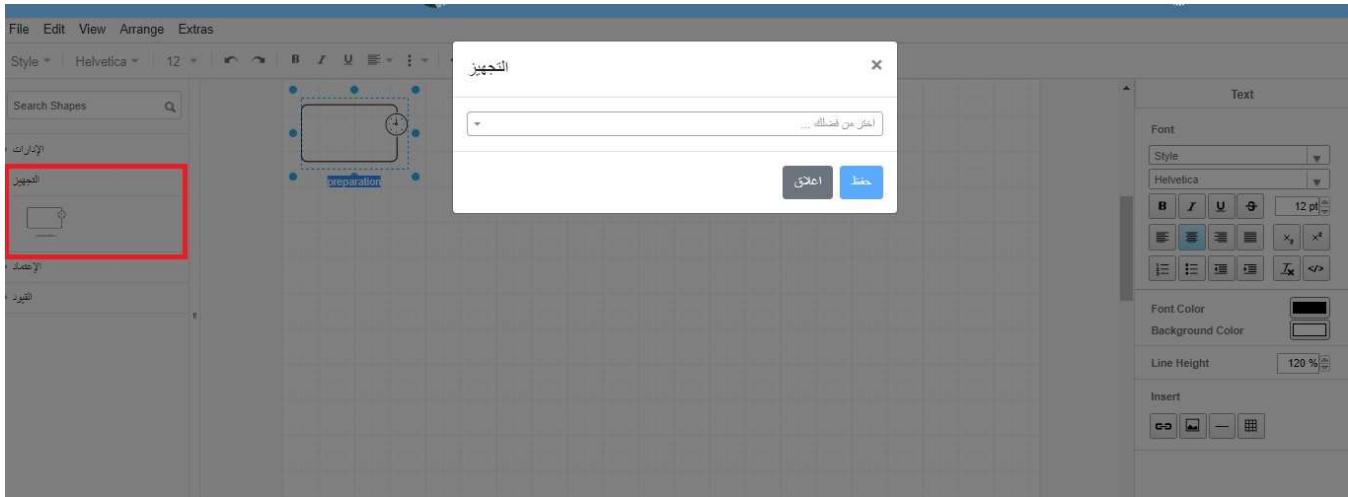 File Edit View Arrange Extras
Style Helvetica 12 B I U
التجهيز ×
Search Shapes
اختر من فضلك ...
الإدارات
التجهيز
preparation
حفظ
اغلاق
الإعتماد
القيود
Text
Font
Style
Helvetica
B I U S 12 pt
Font Color
Background Color
Line Height 120 %
Insert